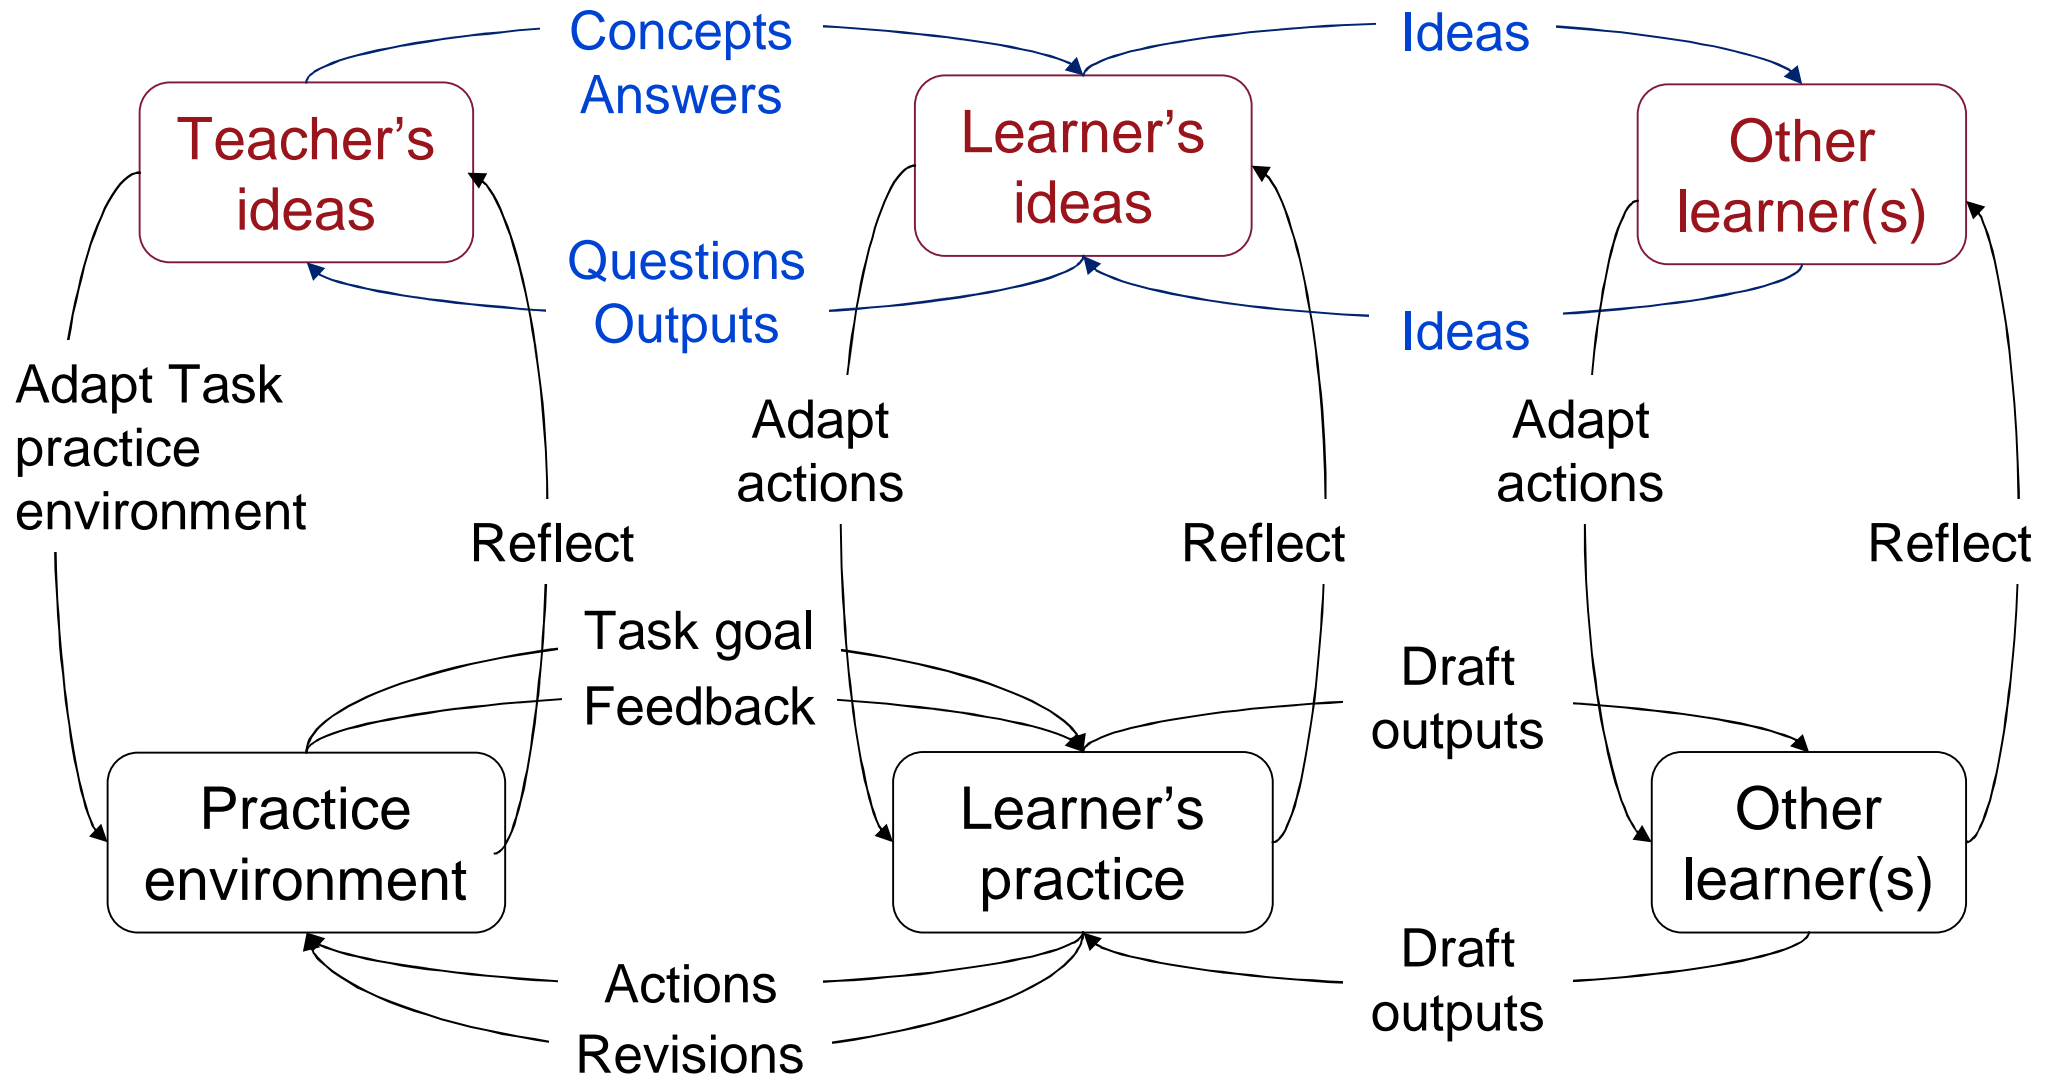 Concepts
Answers
Ideas
Teacher’s
ideas
Learner’s
ideas
Other
learner(s)
Questions
Outputs
Ideas
Adapt Task
practice
environment
Reflect
Adapt
actions
Reflect
Adapt
actions
Reflect
Task goal
Feedback
Draft
outputs
Practice
environment
Learner’s
practice
Other
learner(s)
Actions
Revisions
Draft
outputs